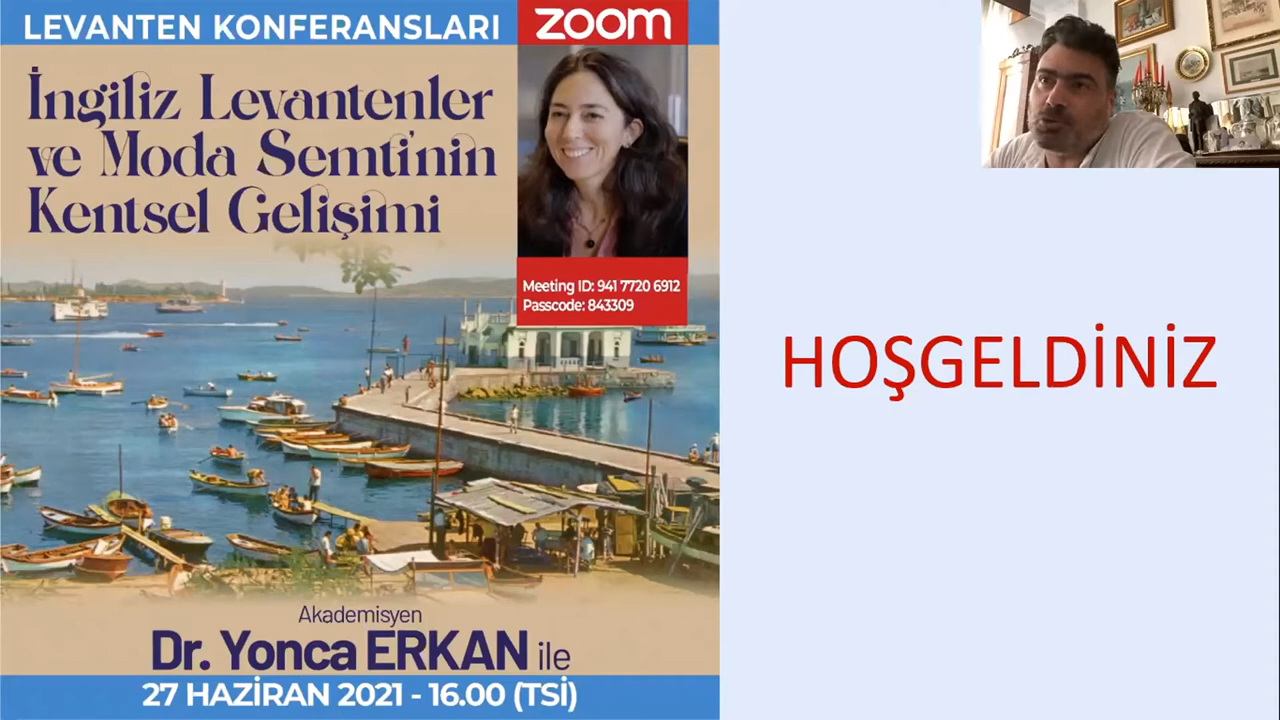 LEVANTEN KONFERANSLARI
zoom
İngiliz Levantenler
ve Moda Semti'nin
Kentsel Gelişimi
Meeting ID: 941 7720 6912
Passcode: 843309
HOŞGELDİNİZ
Akademisyen
Dr. Yonca ERKAN ile
27 HAZİRAN 2021 - 16.00 (TSİ)